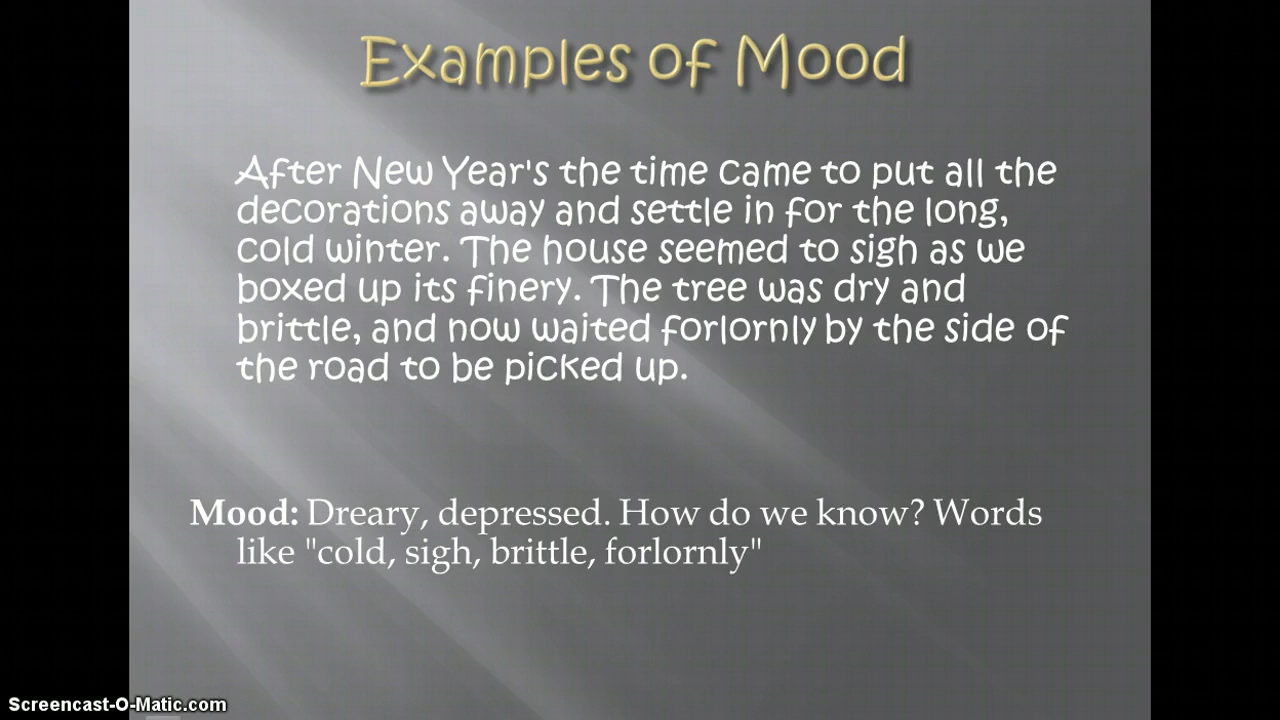 Examples of Mood
After New Year's the time came to put all the
decorations away and settle in for the long,
cold winter. The house seemed to sigh as we
boxed up its finery. The tree was dry and
brittle, and now waited forlornly by the side of
the road to be picked up.
Mood: Dreary, depressed. How do we know? Words
like "cold, sigh, brittle, forlornly"
Screencast-O-Matic.com